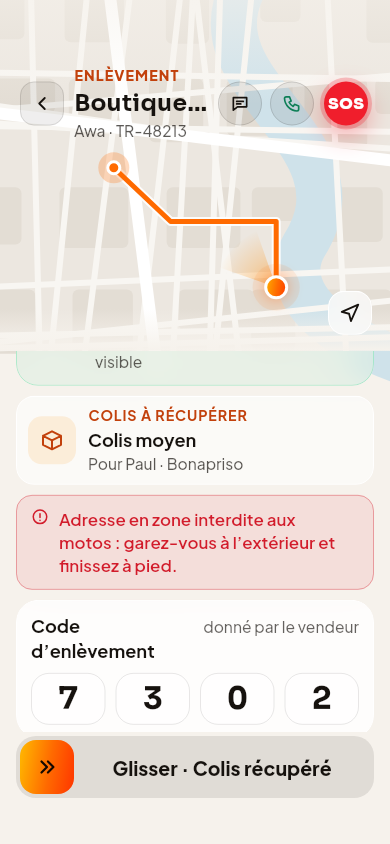 ENLÈVEMENT
Boutique...
Awa · TR-48213
SOS
visible
COLIS À RÉCUPÉRER
Colis moyen
Pour Paul · Bonapriso
Adresse en zone interdite aux
motos : garez-vous à l'extérieur et
finissez à pied.
Code
d'enlèvement
donné par le vendeur
7 3 0 2
Glisser · Colis récupéré